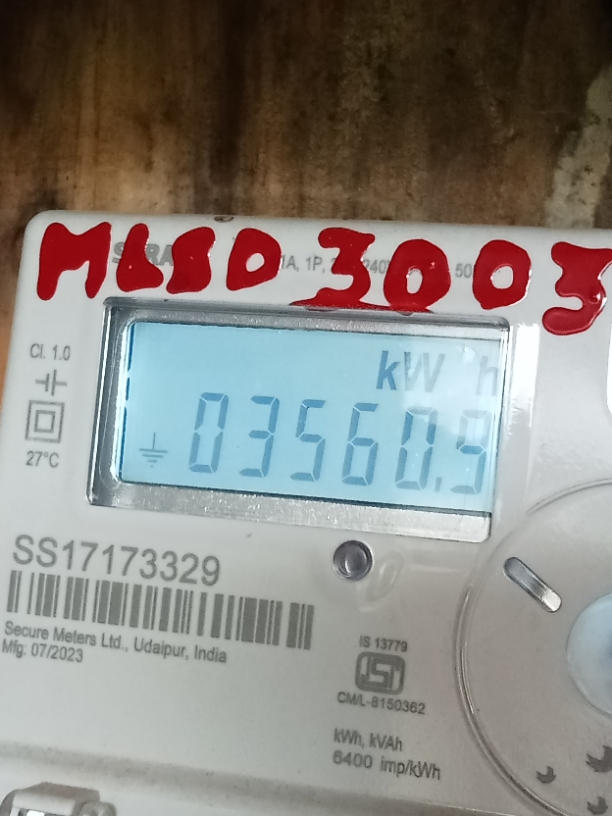 MLSD 3003
kW h
03560.9
Cl. 1.0
27°C
SS17173329
Secure Meters Ltd., Udaipur, India
Mfg. 07/2023
IS 13779
CM/L-8150362
kWh, kVAh
6400 imp/kWh